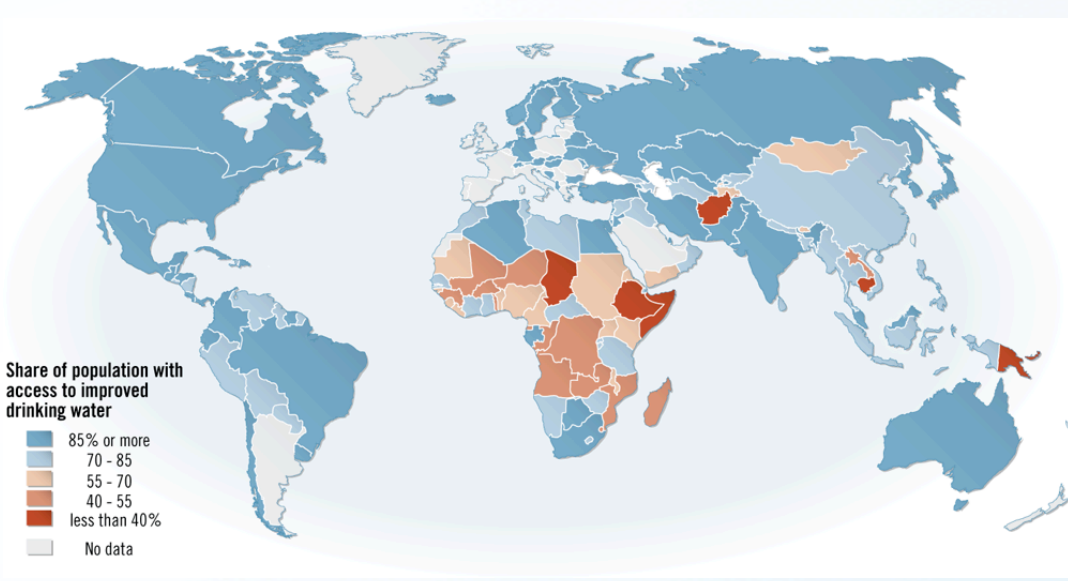 Share of population with
access to improved
drinking water
85% or more
70 - 85
55 - 70
40 - 55
less than 40%
No data